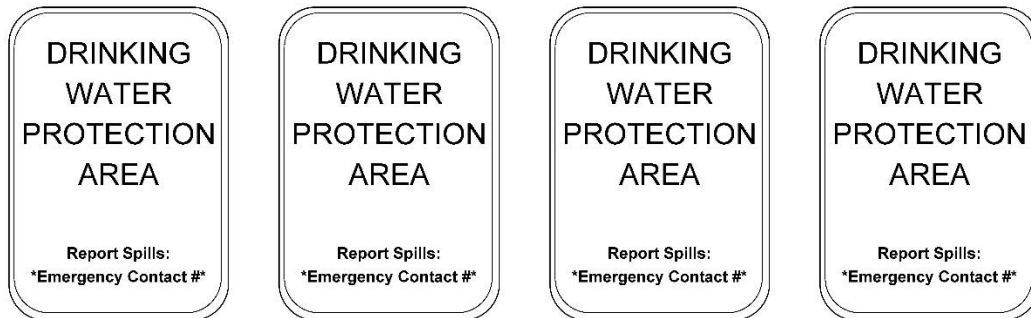 DRINKING
WATER
PROTECTION
AREA
Report Spills:
*Emergency Contact #*
DRINKING
WATER
PROTECTION
AREA
Report Spills:
*Emergency Contact #*
DRINKING
WATER
PROTECTION
AREA
Report Spills:
*Emergency Contact #*
DRINKING
WATER
PROTECTION
AREA
Report Spills:
*Emergency Contact #*